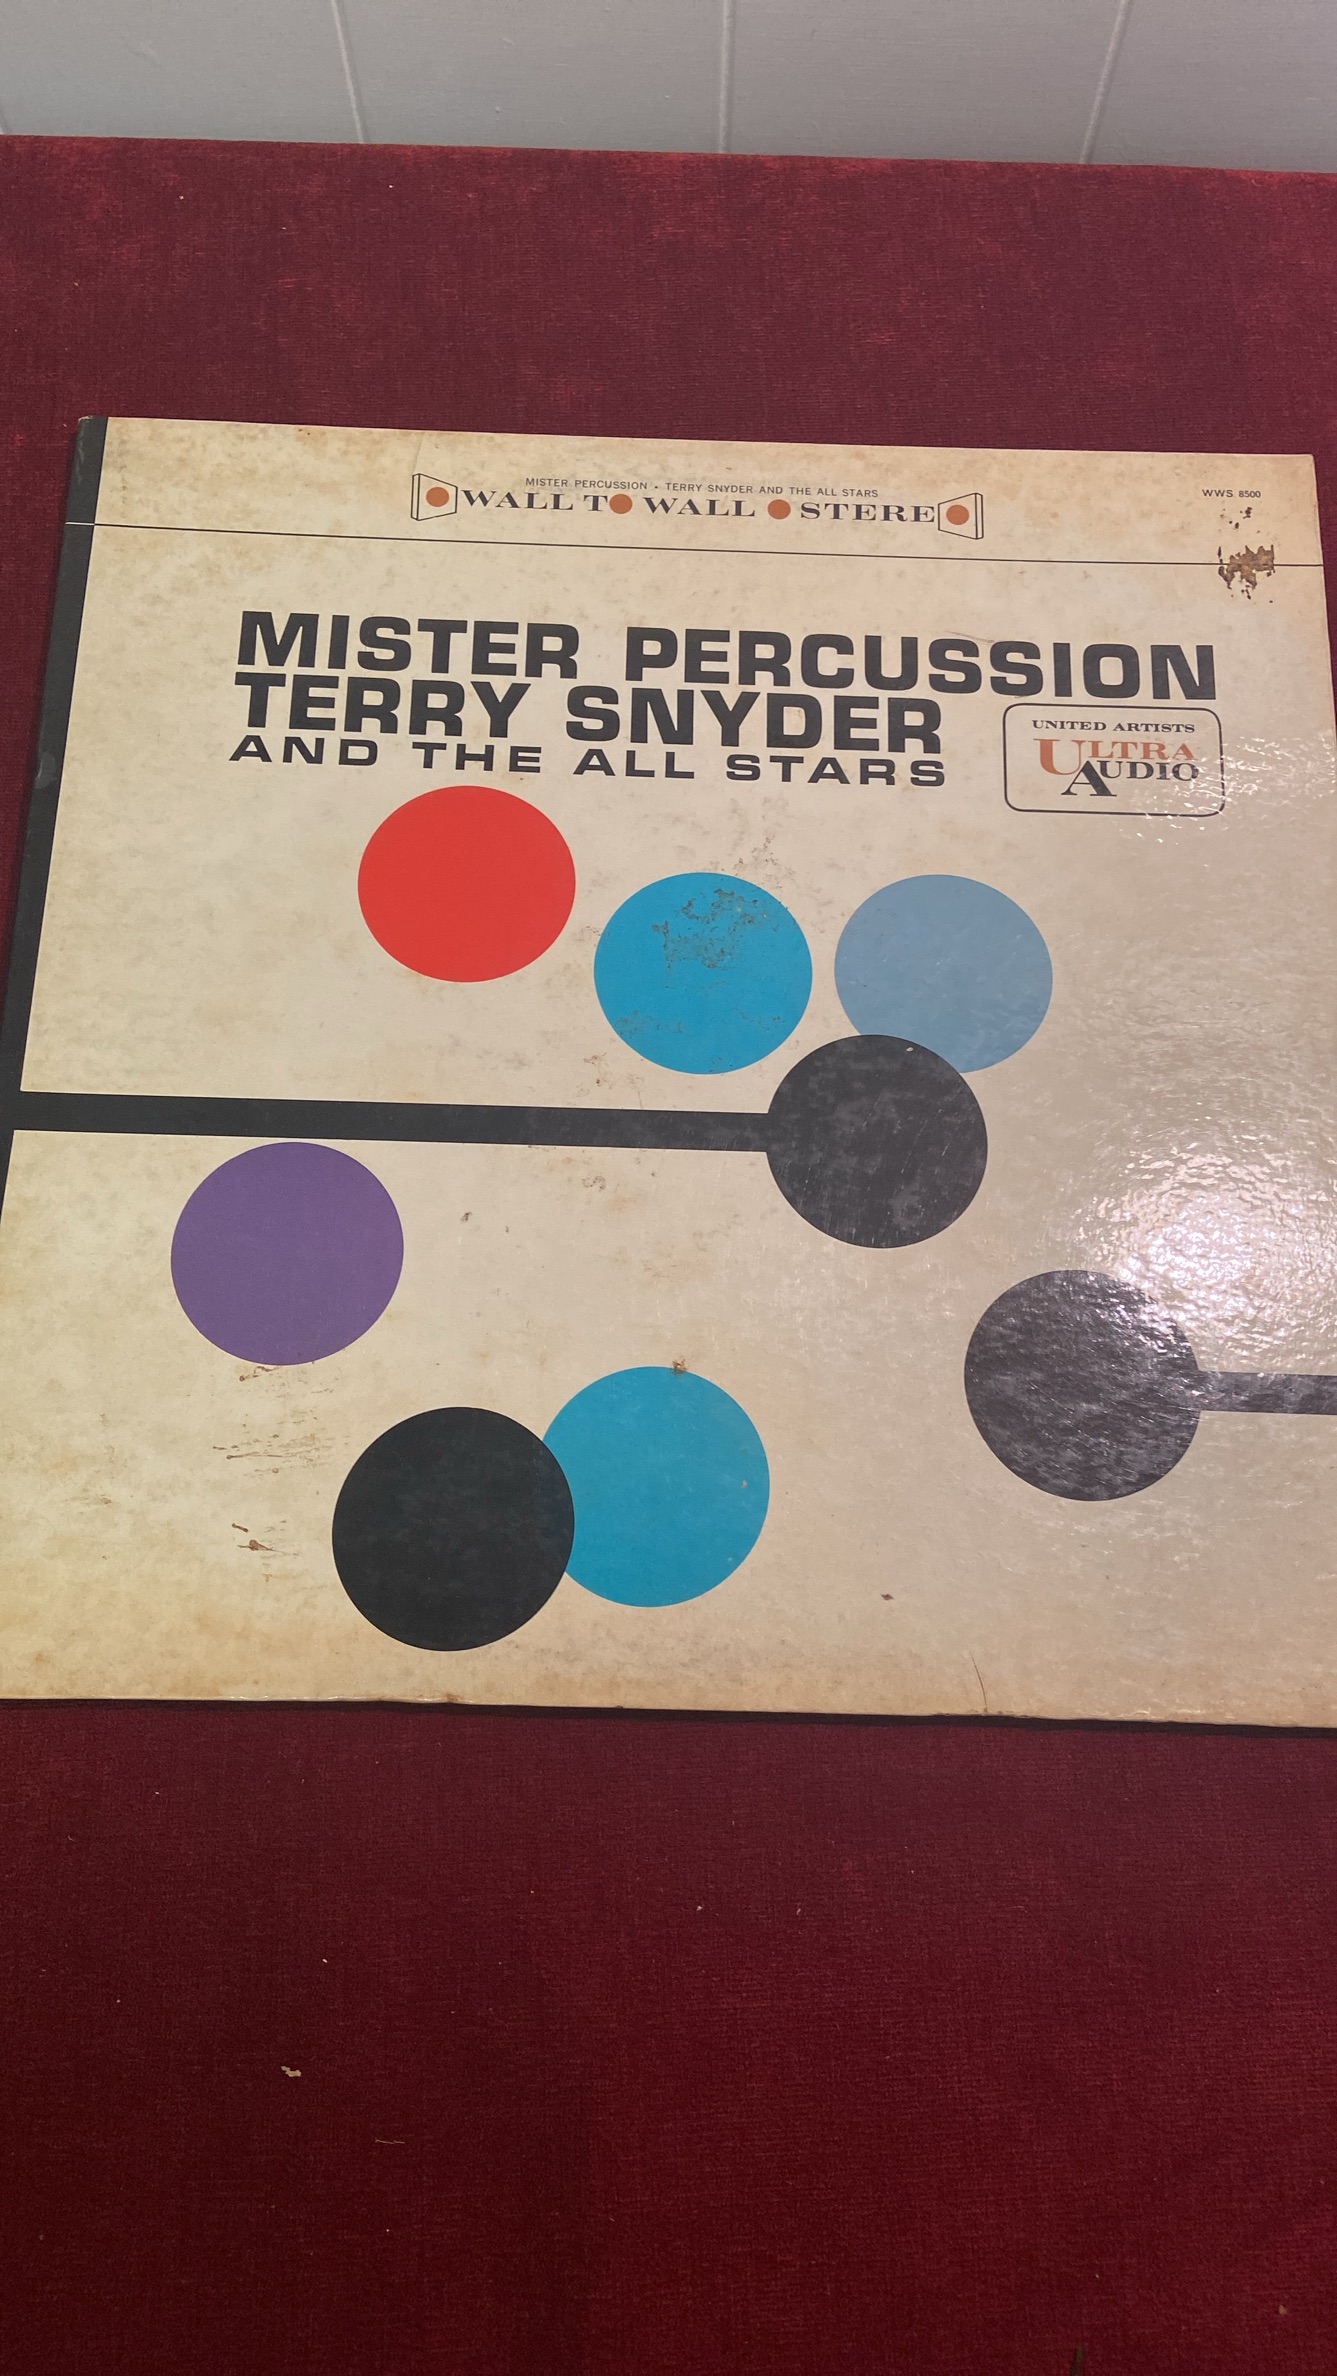 MISTER PERCUSSION • TERRY SNYDER AND THE ALL STARS
WALL TO WALL STEREO
WWS 8500
MISTER PERCUSSION
TERRY SNYDER
AND THE ALL STARS
UNITED ARTISTS
ULTRA
AUDIO